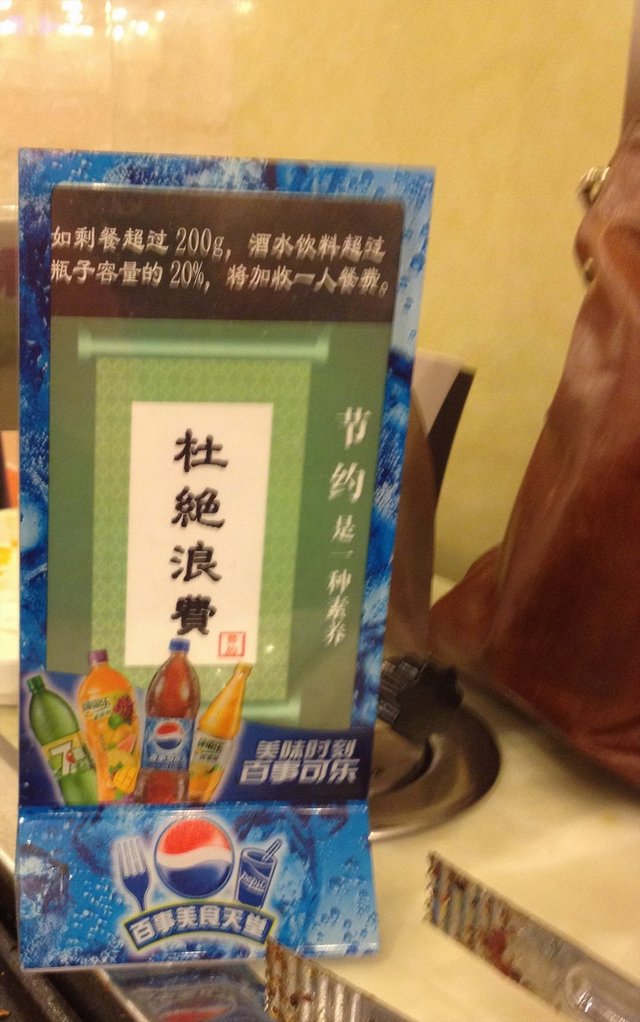 如剩餐超过200g，酒水饮料超过
瓶子容量的20%，将加收一人餐费。
杜絕浪費
节约是一种素养
7
美味时刻
百事可乐
pepsi
百事美食天堂